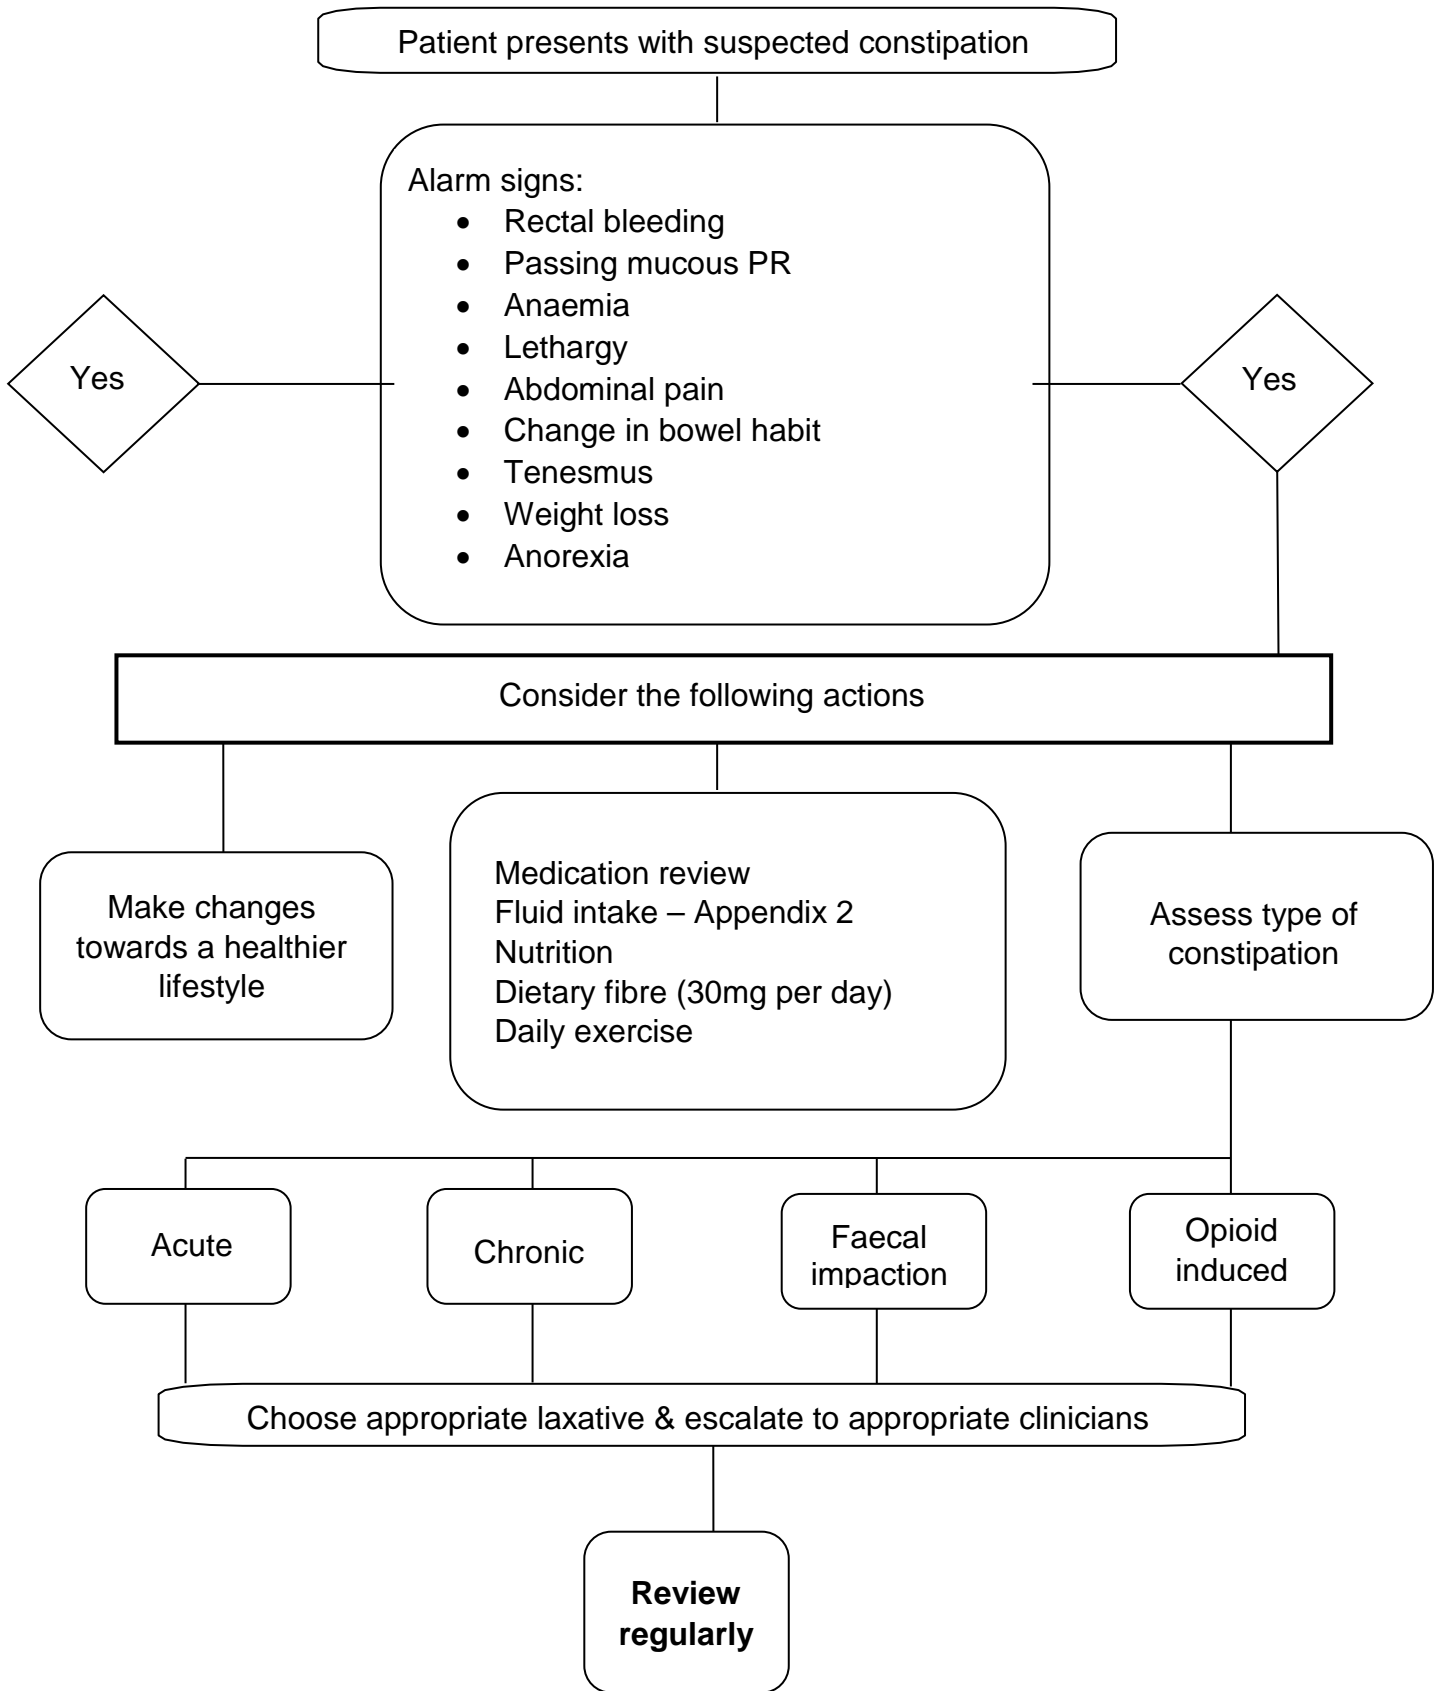 Patient presents with suspected constipation
Alarm signs:
• Rectal bleeding
• Passing mucous PR
• Anaemia
• Lethargy
• Abdominal pain
• Change in bowel habit
• Tenesmus
• Weight loss
• Anorexia
Yes
Yes
Consider the following actions
Make changes
towards a healthier
lifestyle
Medication review
Fluid intake – Appendix 2
Nutrition
Dietary fibre (30mg per day)
Daily exercise
Assess type of
constipation
Acute
Chronic
Faecal
impaction
Opioid
induced
Choose appropriate laxative & escalate to appropriate clinicians
Review
regularly